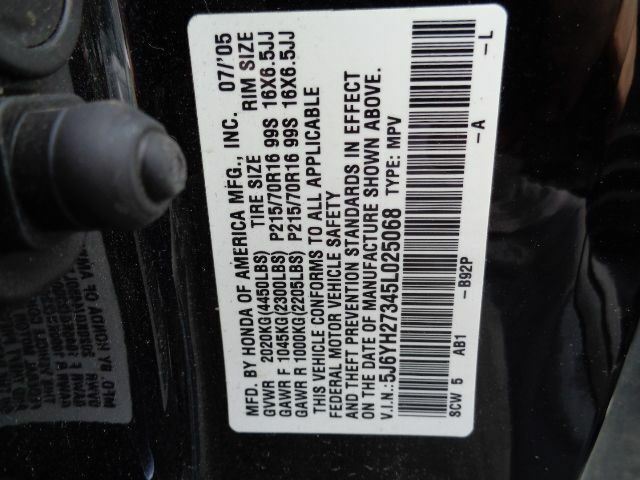 MFD. BY HONDA OF AMERICA MFG., INC. 07/'05
TIRE SIZE RIM SIZE
GVWR 2020KG(4450LBS)
GAWR F 1045KG(2300LBS) P215/70R16 99S 16X6.5JJ
GAWR R 1000KG(2205LBS) P215/70R16 99S 16X6.5JJ
THIS VEHICLE CONFORMS TO ALL APPLICABLE
FEDERAL MOTOR VEHICLE SAFETY
AND THEFT PREVENTION STANDARDS IN EFFECT
ON THE DATE OF MANUFACTURE SHOWN ABOVE.
V.I.N.:5J6YH27345L025068 TYPE: MPV
SCW 5 AB1 -B92P -A -L